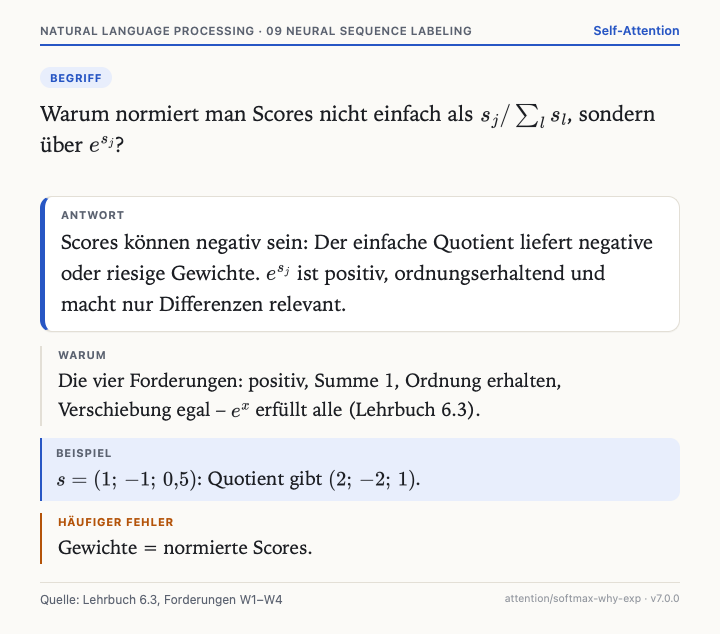 NATURAL LANGUAGE PROCESSING · 09 NEURAL SEQUENCE LABELING
Self-Attention
BEGRIFF
Warum normiert man Scores nicht einfach als $s_j / \sum_l s_l$, sondern
über $e^{s_j}$?
ANTWORT
Scores können negativ sein: Der einfache Quotient liefert negative
oder riesige Gewichte. $e^{s_j}$ ist positiv, ordnungserhaltend und
macht nur Differenzen relevant.
WARUM
Die vier Forderungen: positiv, Summe 1, Ordnung erhalten,
Verschiebung egal – $e^x$ erfüllt alle (Lehrbuch 6.3).
BEISPIEL
$s = (1; −1; 0{,}5)$: Quotient gibt $(2; −2; 1)$.
HÄUFIGER FEHLER
Gewichte = normierte Scores.
Quelle: Lehrbuch 6.3, Forderungen W1–W4
attention/softmax-why-exp · v7.0.0